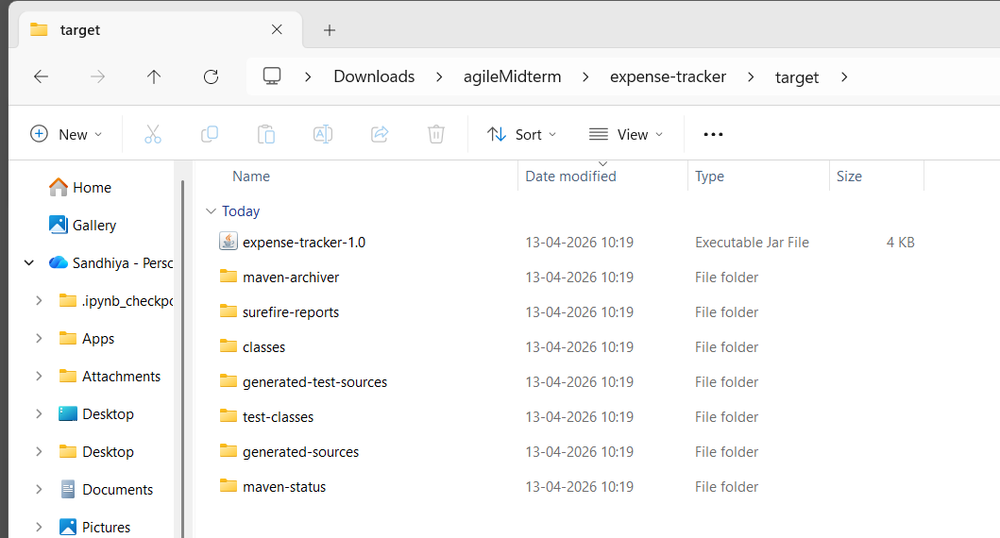 target
Downloads > agileMidterm > expense-tracker > target >
New Sort View
Name Date modified Type Size
Today
expense-tracker-1.0 13-04-2026 10:19 Executable Jar File 4 KB
maven-archiver 13-04-2026 10:19 File folder
surefire-reports 13-04-2026 10:19 File folder
classes 13-04-2026 10:19 File folder
generated-test-sources 13-04-2026 10:19 File folder
test-classes 13-04-2026 10:19 File folder
generated-sources 13-04-2026 10:19 File folder
maven-status 13-04-2026 10:19 File folder
Home
Gallery
Sandhiya - Persc
.ipynb_checkpc
Apps
Attachments
Desktop
Desktop
Documents
Pictures